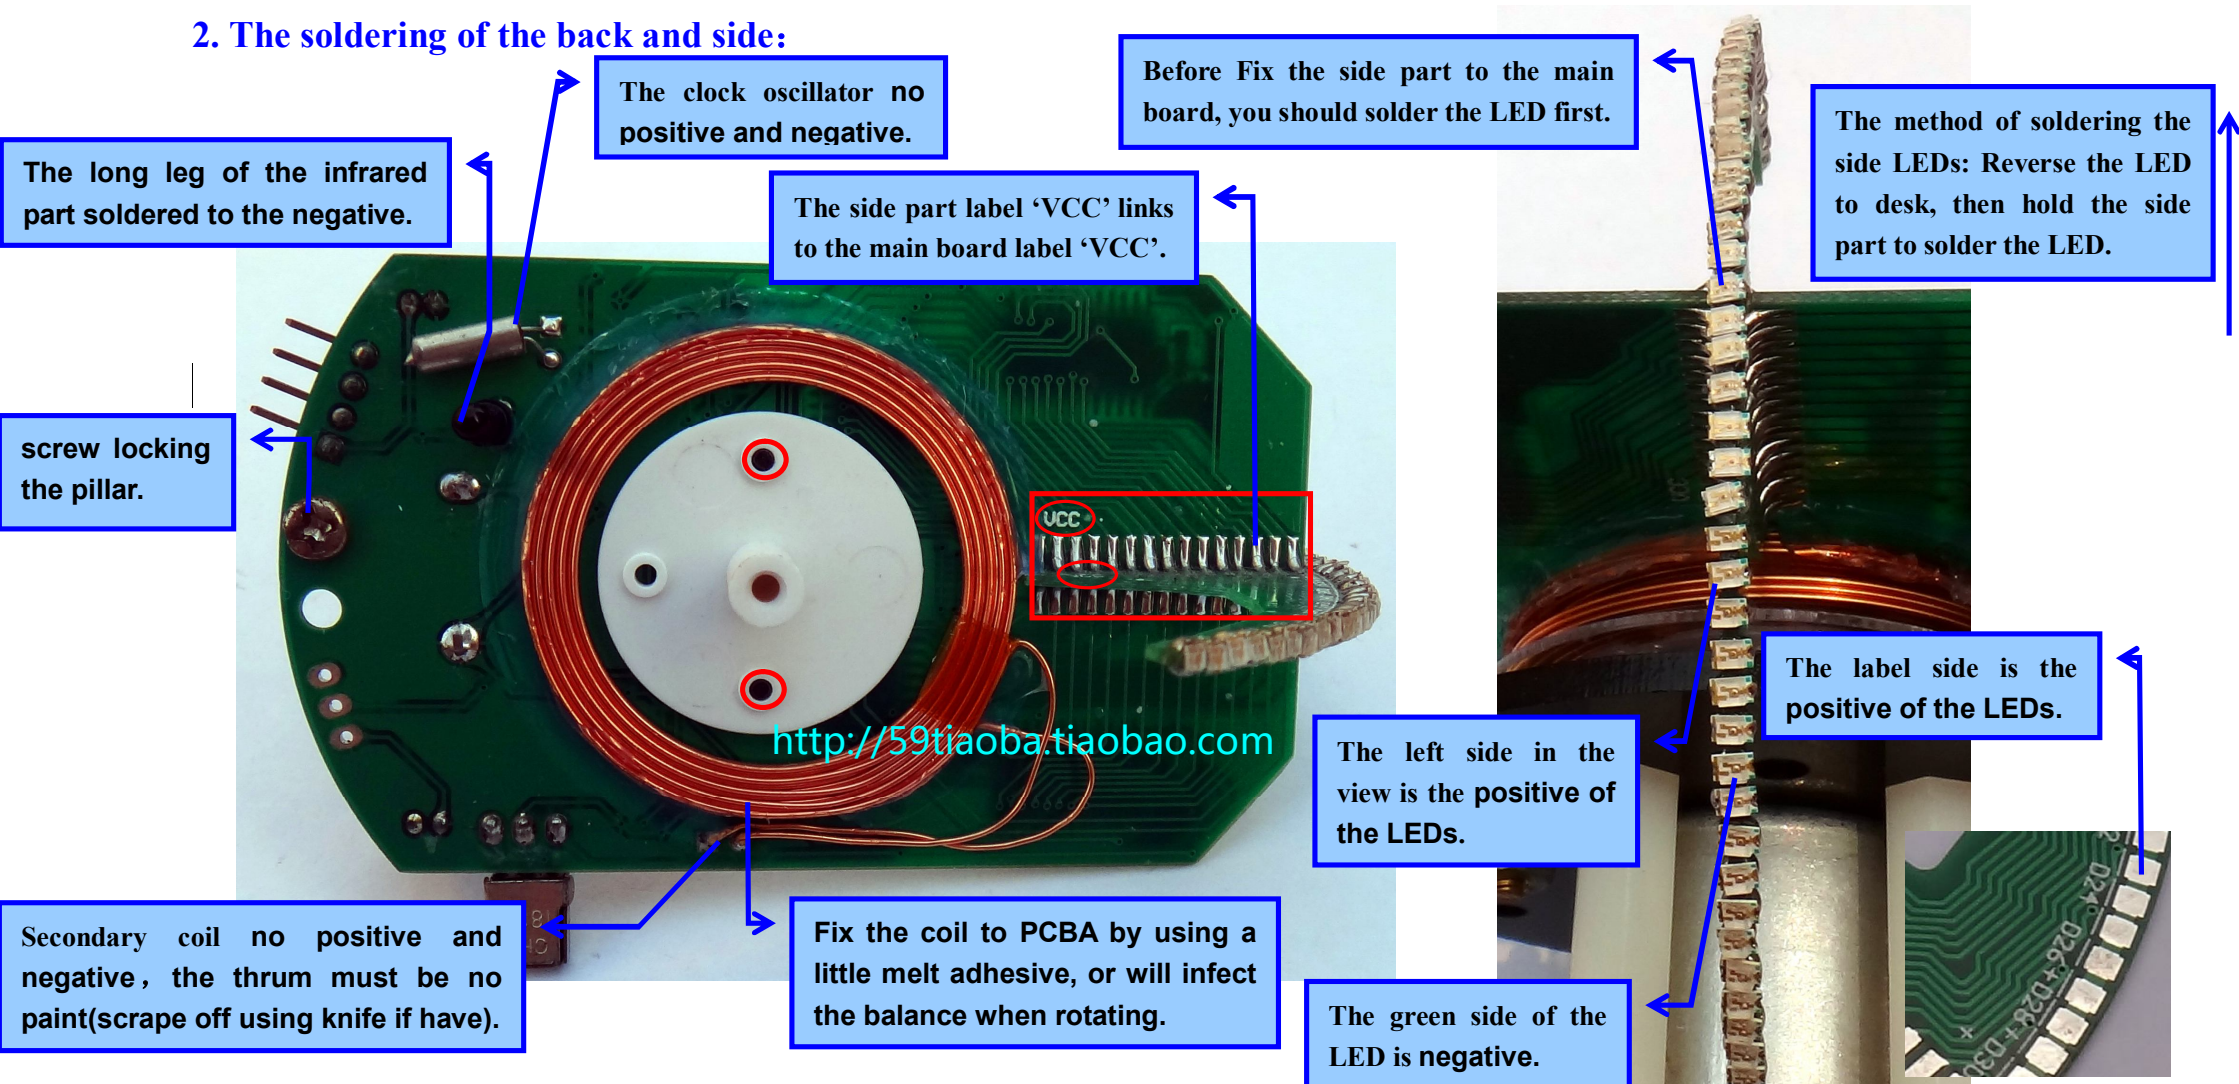 2. The soldering of the back and side：
The clock oscillator no
positive and negative.
Before Fix the side part to the main
board, you should solder the LED first.
The method of soldering the
side LEDs: Reverse the LED
to desk, then hold the side
part to solder the LED.
The long leg of the infrared
part soldered to the negative.
The side part label ‘VCC’ links
to the main board label ‘VCC’.
screw locking
the pillar.
VCC
http://59tiaoba.tiaobao.com
The label side is the
positive of the LEDs.
The left side in the
view is the positive of
the LEDs.
D24
D26+
D28+
Secondary coil no positive and
negative，the thrum must be no
paint(scrape off using knife if have).
Fix the coil to PCBA by using a
little melt adhesive, or will infect
the balance when rotating.
The green side of the
LED is negative.